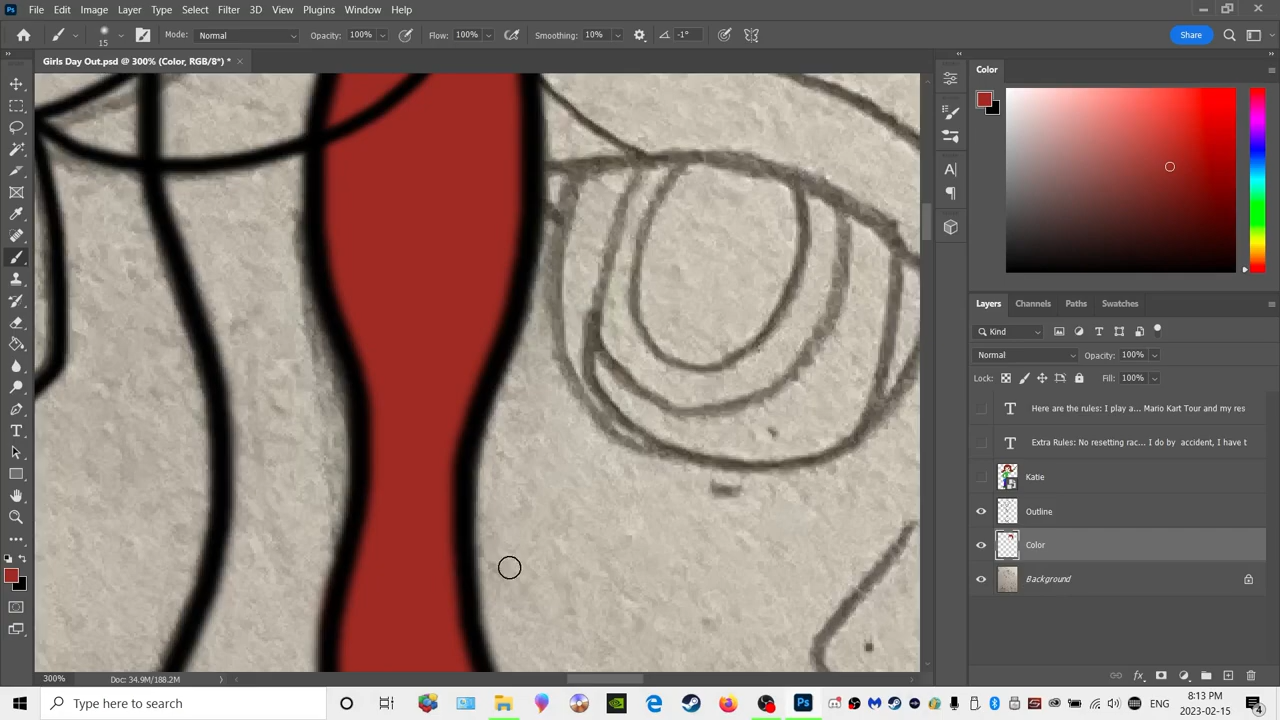 File Edit Image Layer Type Select Filter 3D View Plugins Window Help
15 Mode: Normal Opacity: 100% Flow: 100% Smoothing: 10% -1° Share
Girls Day Out.psd @ 300% (Color, RGB/8*) *
Color
Layers Channels Paths Swatches
Kind
Normal Opacity: 100%
Lock: Fill: 100%
Here are the rules: I play a... Mario Kart Tour and my res
Extra Rules: No resetting rac... I do by accident, I have t
Katie
Outline
Color
Background
300% Doc: 34.9M/188.2M
Type here to search
ENG
8:13 PM
2023-02-15
4